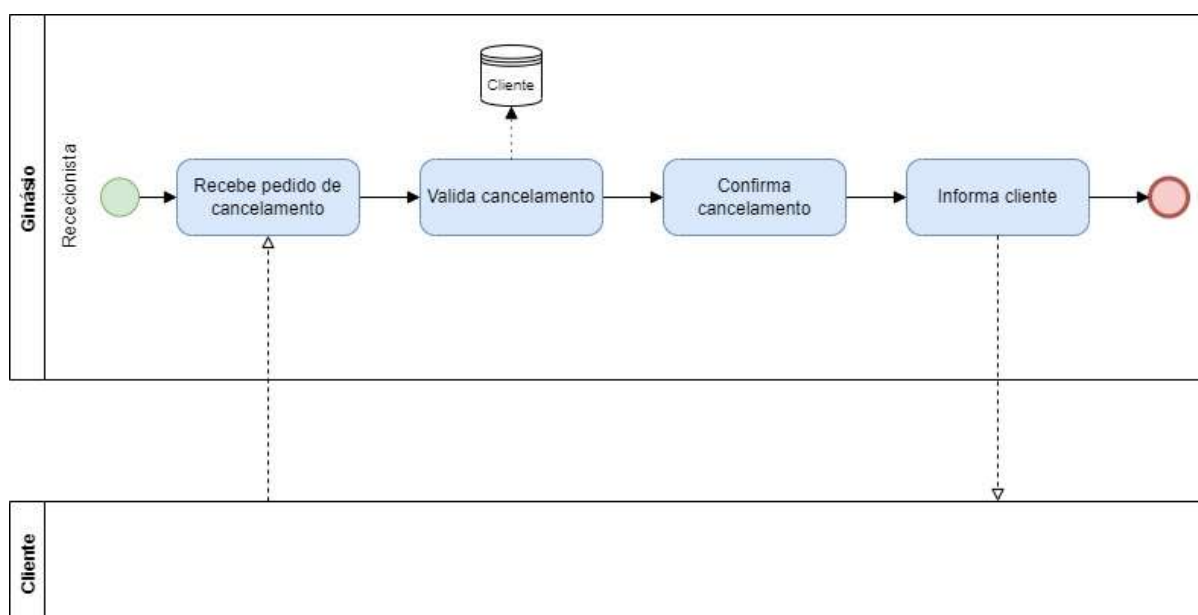 Ginásio
Rececionista
Cliente
Recebe pedido de
cancelamento
Valida cancelamento
Confirma
cancelamento
Informa cliente
Cliente